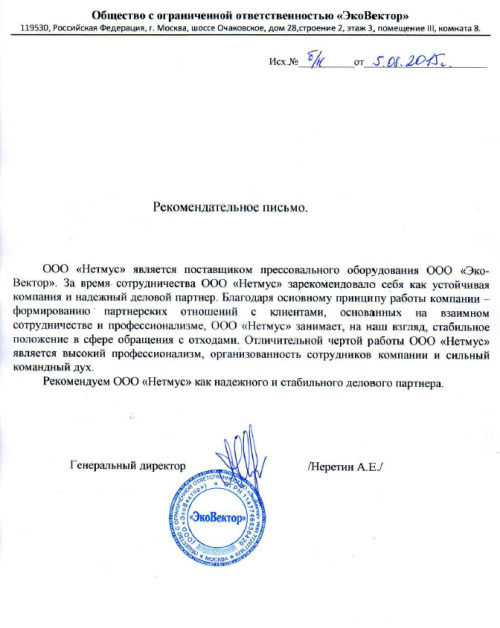 Общество с ограниченной ответственностью «ЭкоВектор»
119530, Российская Федерация, г. Москва, шоссе Очаковское, дом 28,строение 2, этаж 3, помещение III, комната 8.
Исх.№ б/н от 5.08.2015г.
Рекомендательное письмо.
ООО «Нетмус» является поставщиком прессовального оборудования ООО «Эко-
Вектор». За время сотрудничества ООО «Нетмус» зарекомендовало себя как устойчивая
компания и надежный деловой партнер. Благодаря основному принципу работы компании –
формированию партнерских отношений с клиентами, основанных на взаимном
сотрудничестве и профессионализме, ООО «Нетмус» занимает, на наш взгляд, стабильное
положение в сфере обращения с отходами. Отличительной чертой работы ООО «Нетмус»
является высокий профессионализм, организованность сотрудников компании и сильный
командный дух.
Рекомендуем ООО «Нетмус» как надежного и стабильного делового партнера.
Генеральный директор /Неретин А.Е./
«ЭкоВектор»
ОБЩЕСТВО С ОГРАНИЧЕННОЙ ОТВЕТСТВЕННОСТЬЮ
(ООО «ЭкоВектор»)
МОСКВА